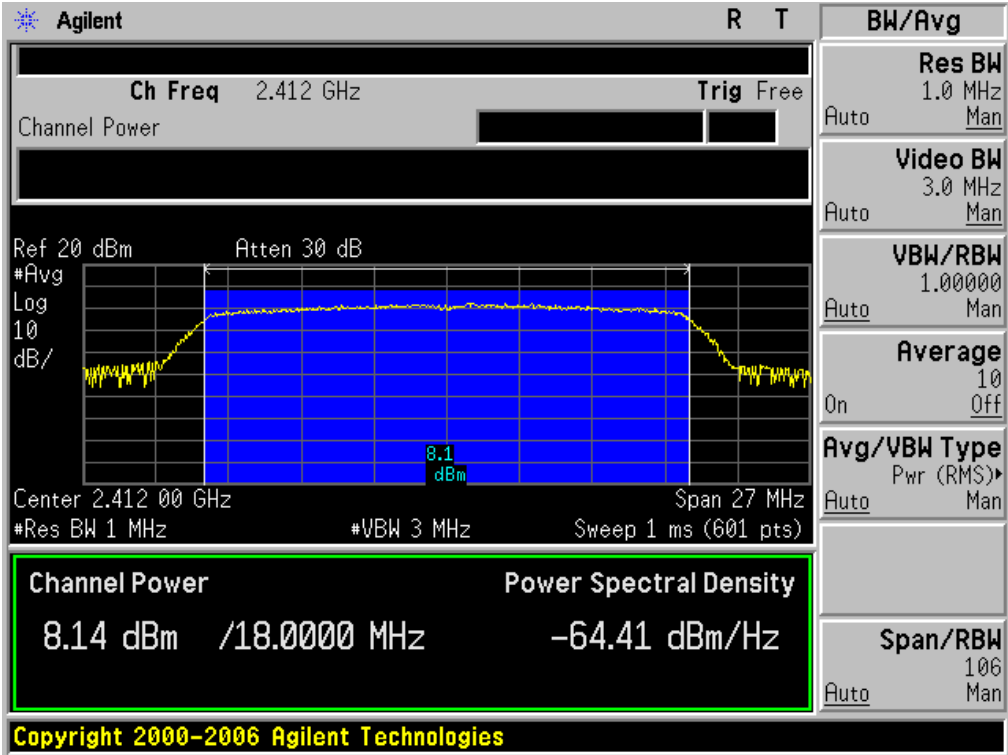 Agilent R T
Ch Freq 2.412 GHz Trig Free
Channel Power
Ref 20 dBm Atten 30 dB
#Avg
Log
10
dB/
8.1
dBm
Center 2.412 00 GHz Span 27 MHz
#Res BW 1 MHz #VBW 3 MHz Sweep 1 ms (601 pts)
Channel Power Power Spectral Density
8.14 dBm /18.0000 MHz -64.41 dBm/Hz
Copyright 2000-2006 Agilent Technologies
BW/Avg
Res BW
1.0 MHz
Auto Man
Video BW
3.0 MHz
Auto Man
VBW/RBW
1.00000
Auto Man
Average
10
On Off
Avg/VBW Type
Pwr (RMS)▸
Auto Man
Span/RBW
106
Auto Man